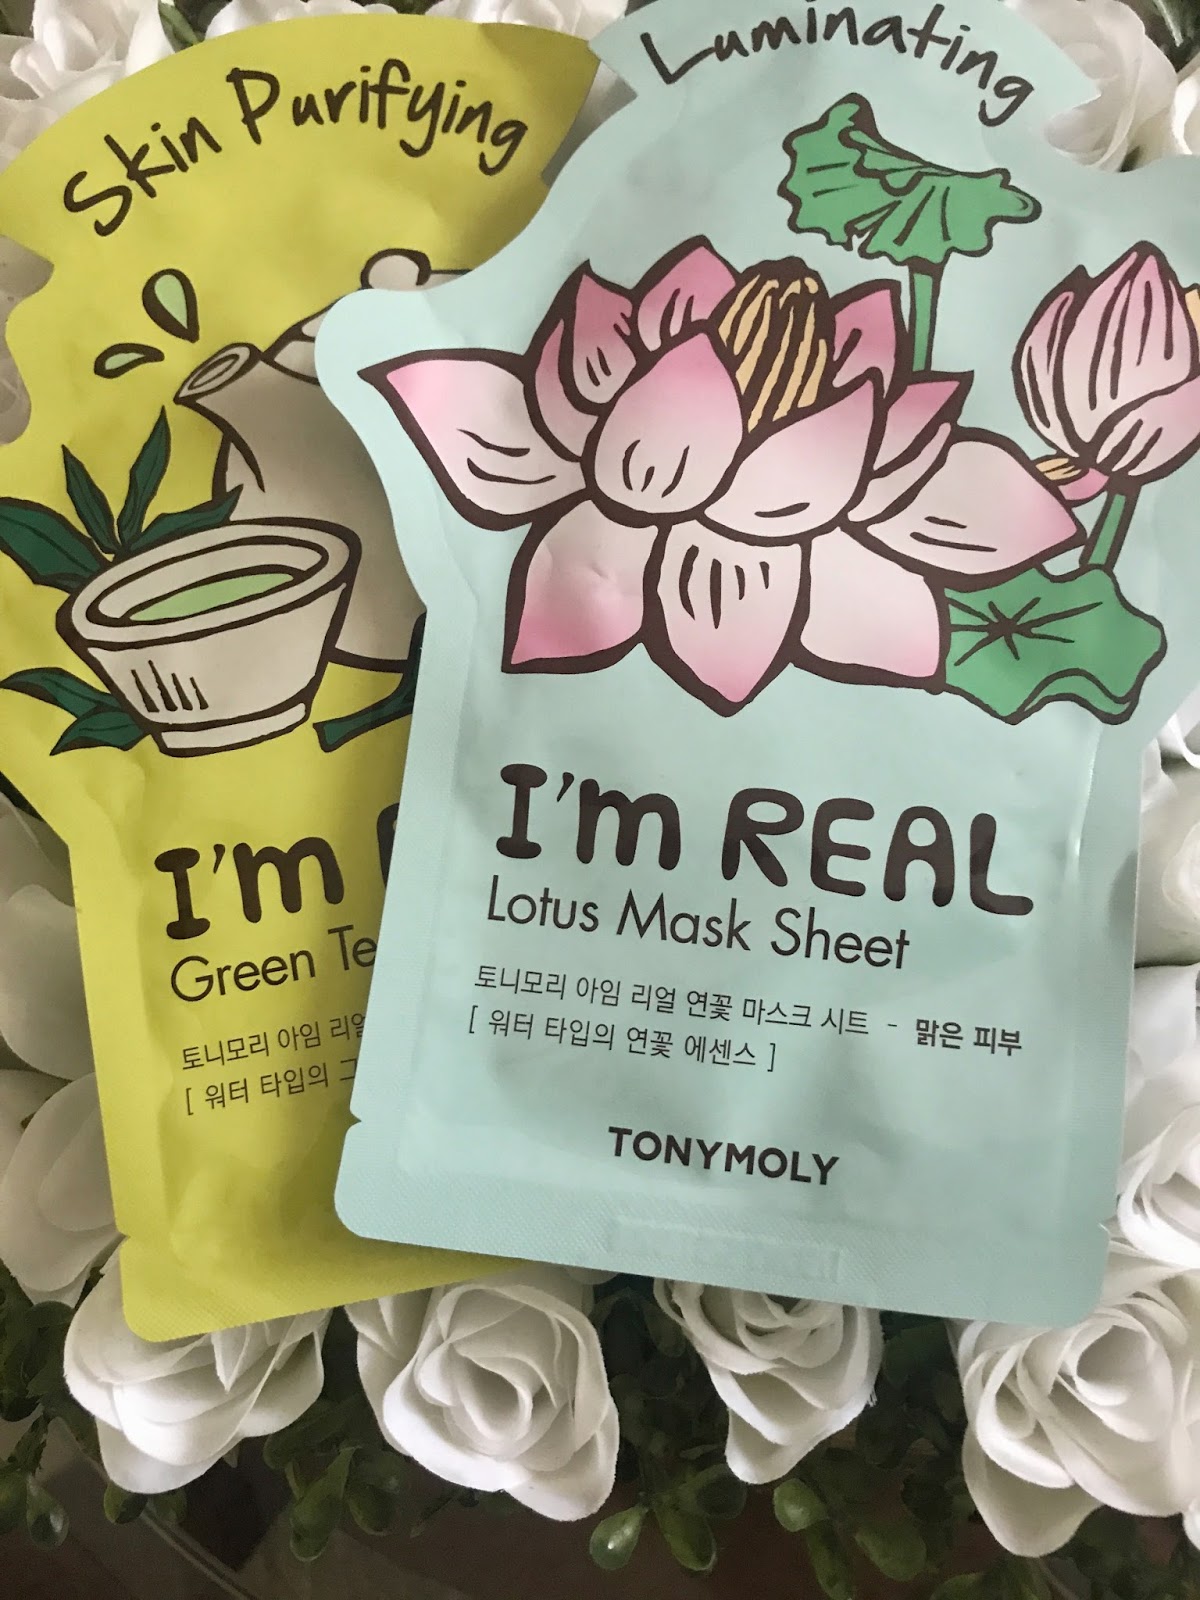 Skin Purifying
I'm
Green Te
토니모리 아임 리얼
[ 워터 타입의 그
Luminating
I'm REAL
Lotus Mask Sheet
토니모리 아임 리얼 연꽃 마스크 시트 - 맑은 피부
[ 워터 타입의 연꽃 에센스 ]
TONYMOLY